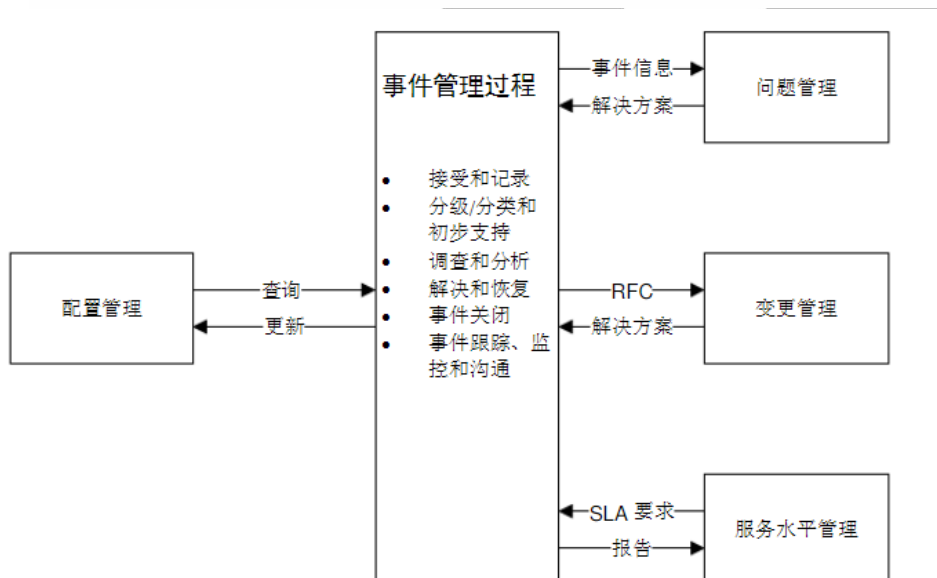 事件管理过程
接受和记录
分级/分类和
初步支持
调查和分析
解决和恢复
事件关闭
事件跟踪、监
控和沟通
配置管理
查询
更新
事件信息
解决方案
问题管理
RFC
解决方案
变更管理
SLA 要求
报告
服务水平管理